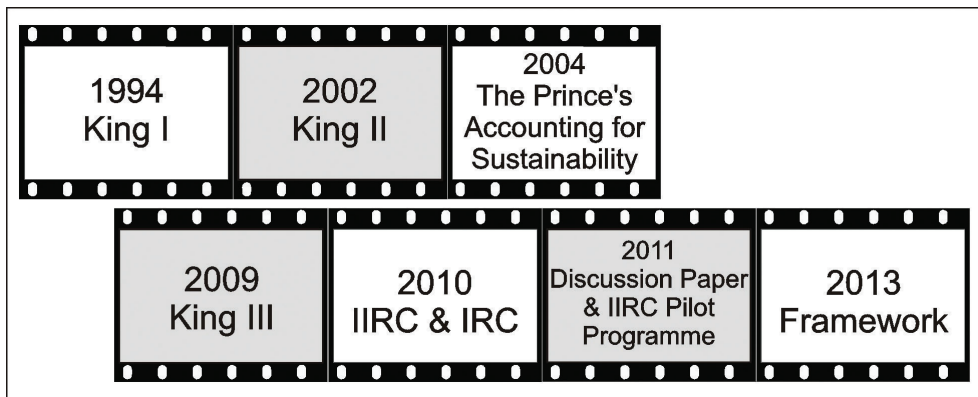 1994
King I
2002
King II
2004
The Prince's
Accounting for
Sustainability
2009
King III
2010
IIRC & IRC
2011
Discussion Paper
& IIRC Pilot
Programme
2013
Framework